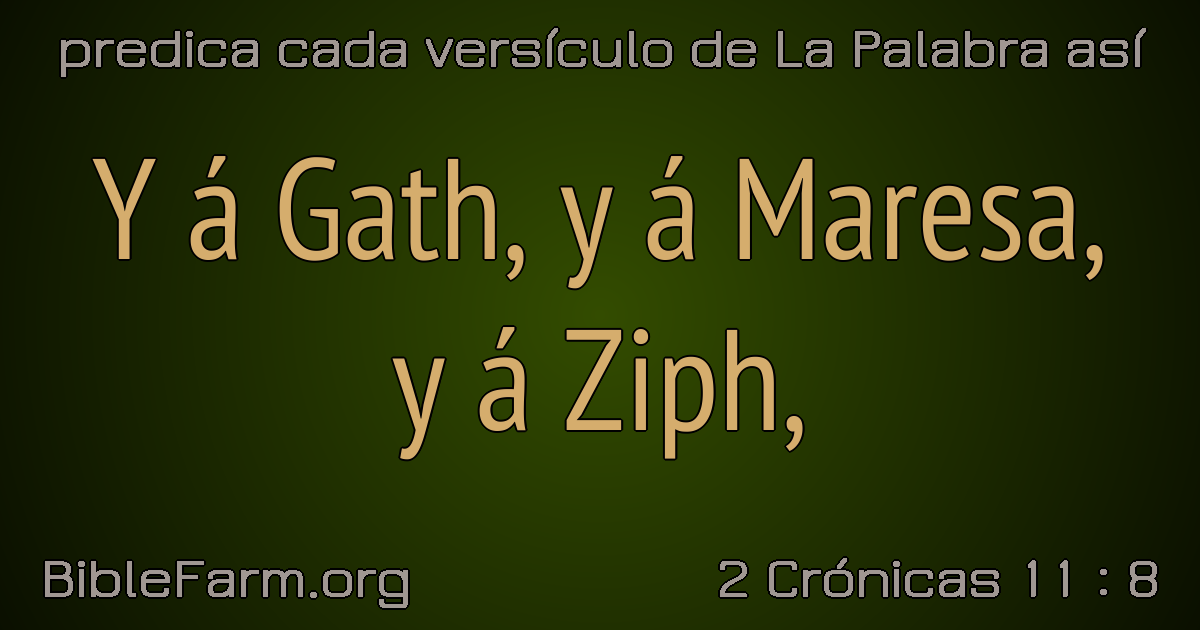 predica cada versículo de La Palabra así
Y á Gath, y á Maresa,
y á Ziph,
BibleFarm.org
2 Crónicas 11 : 8